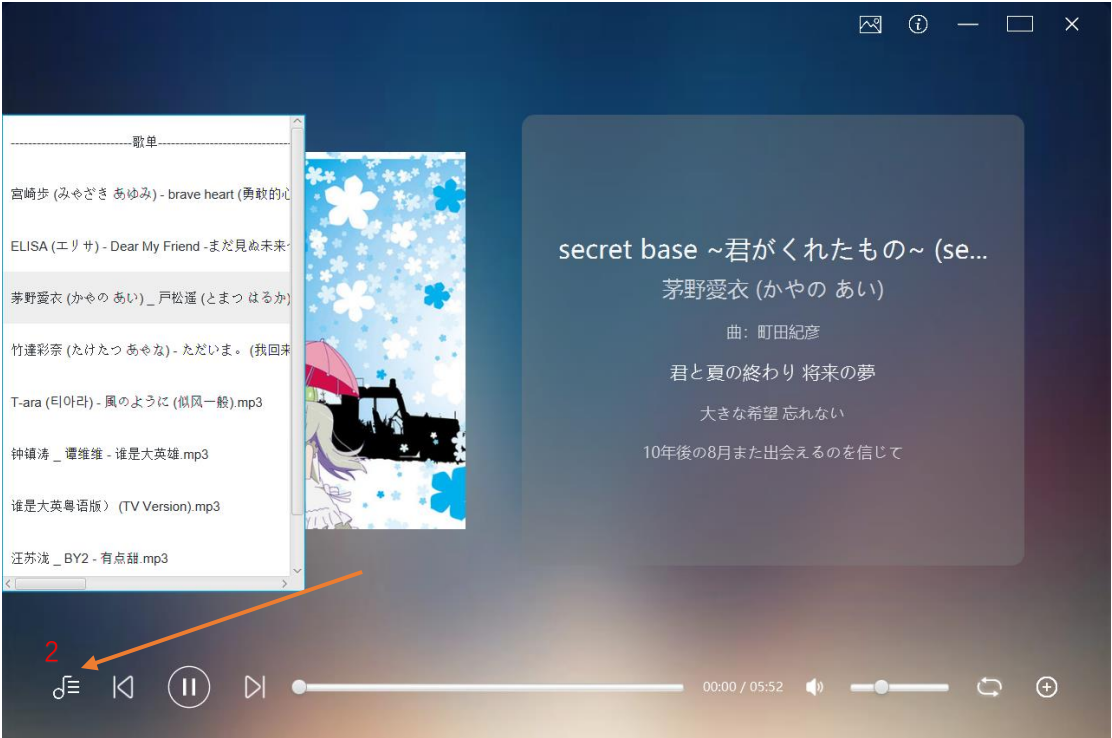 ----------------------------歌单------------------------------
宮崎歩 (みやざき あゆみ) - brave heart (勇敢的心
ELISA (エリサ) - Dear My Friend -まだ見ぬ未来へ
茅野愛衣 (かやの あい) _ 戸松遥 (とまつ はるか)
竹達彩奈 (たけたつ あやな) - ただいま。 (我回来
T-ara (티아라) - 風のように (似风一般).mp3
钟镇涛 _ 谭维维 - 谁是大英雄.mp3
谁是大英粤语版） (TV Version).mp3
汪苏泷 _ BY2 - 有点甜.mp3
secret base ~君がくれたもの~ (se...
茅野愛衣 (かやの あい)
曲：町田紀彦
君と夏の終わり 将来の夢
大きな希望 忘れない
10年後の8月また出会えるのを信じて
2
00:00 / 05:52